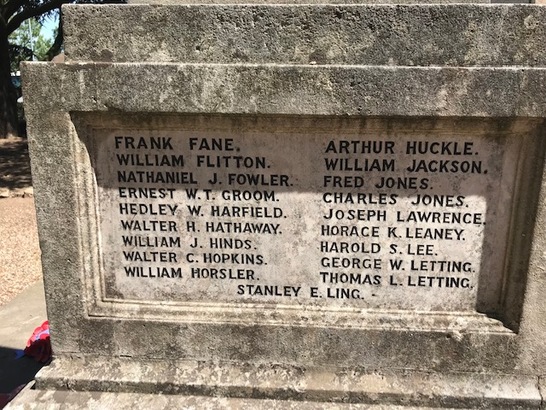 FRANK FANE.
WILLIAM FLITTON.
NATHANIEL J. FOWLER.
ERNEST W.T. GROOM.
HEDLEY W. HARFIELD.
WALTER H. HATHAWAY.
WILLIAM J. HINDS.
WALTER C. HOPKINS.
WILLIAM HORSLER.
ARTHUR HUCKLE.
WILLIAM JACKSON.
FRED JONES.
CHARLES JONES.
JOSEPH LAWRENCE.
HORACE K. LEANEY.
HAROLD S. LEE.
GEORGE W. LETTING.
THOMAS L. LETTING.
STANLEY E. LING.